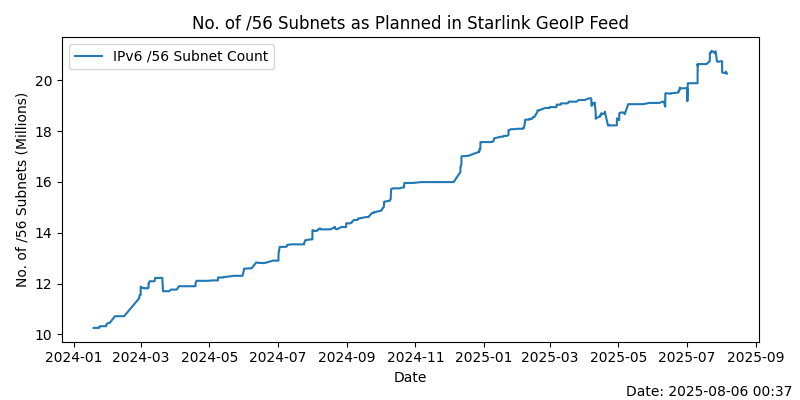 No. of /56 Subnets as Planned in Starlink GeoIP Feed
IPv6 /56 Subnet Count
No. of /56 Subnets (Millions)
20
18
16
14
12
10
2024-01 2024-03 2024-05 2024-07 2024-09 2024-11 2025-01 2025-03 2025-05 2025-07 2025-09
Date
Date: 2025-08-06 00:37